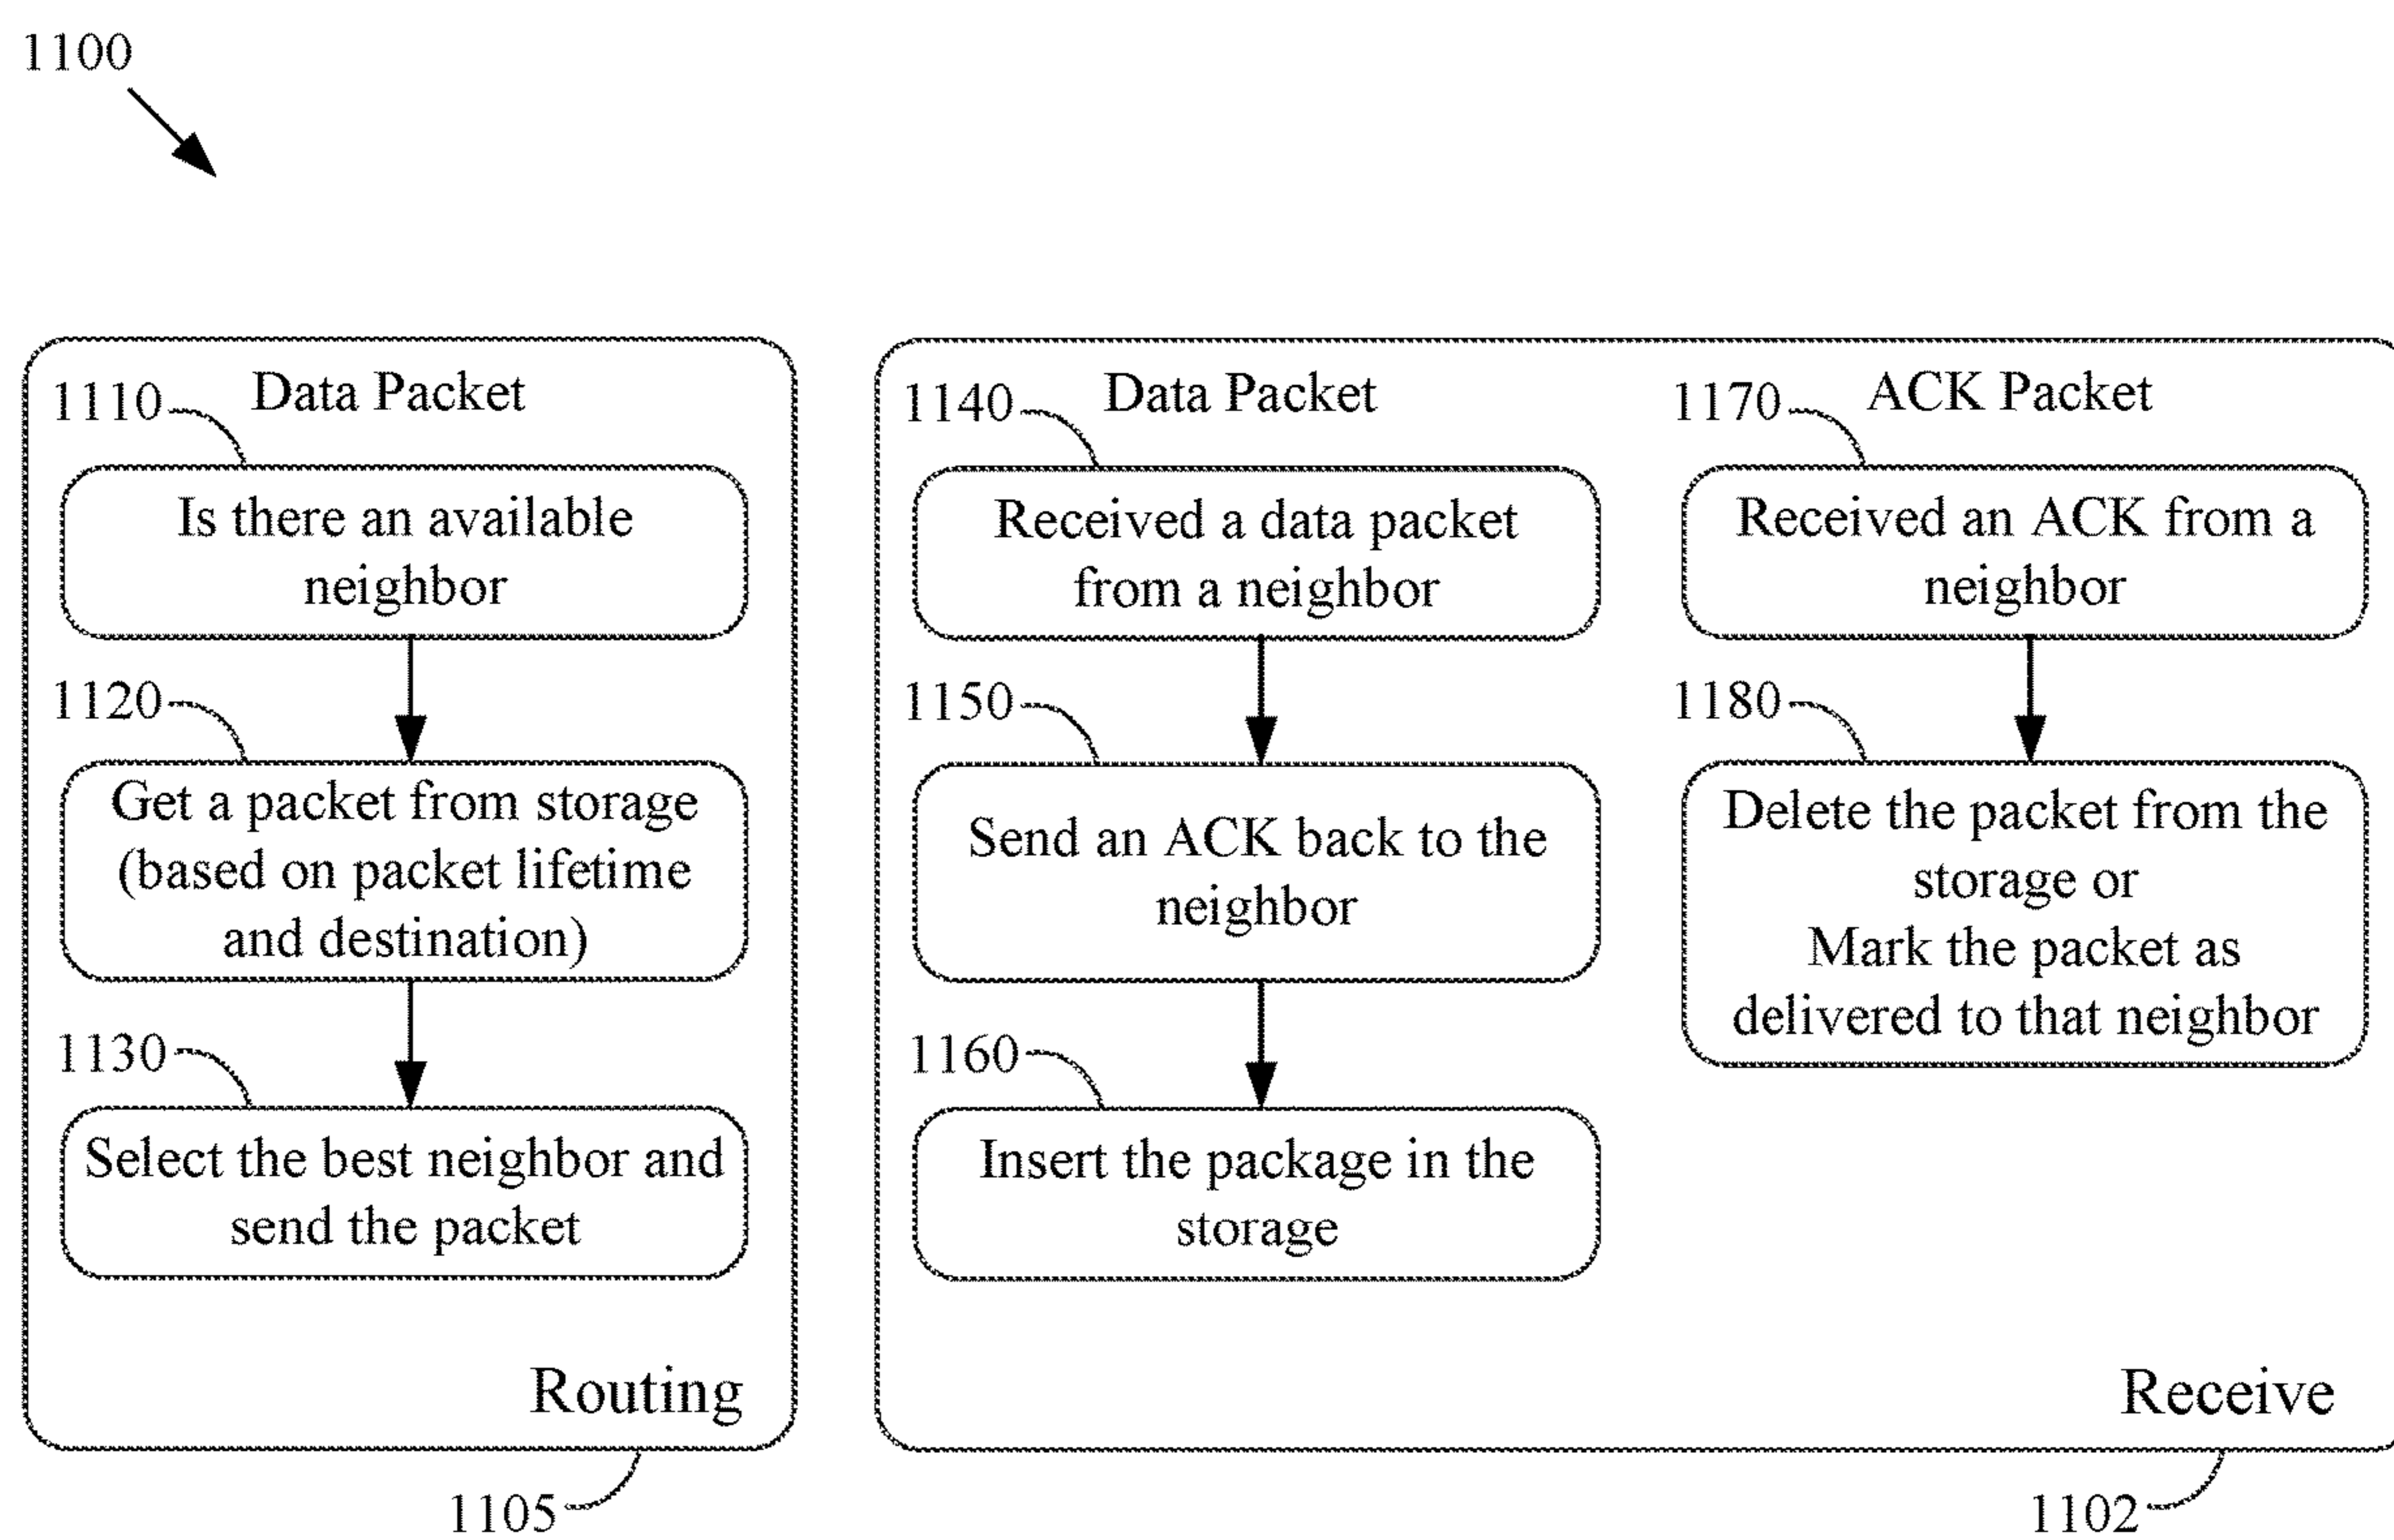 1100
Data Packet
1110
Is there an available
neighbor
1120
Get a packet from storage
(based on packet lifetime
and destination)
1130
Select the best neighbor and
send the packet
Routing
1105
Data Packet
1140
Received a data packet
from a neighbor
1150
Send an ACK back to the
neighbor
1160
Insert the package in the
storage
ACK Packet
1170
Received an ACK from a
neighbor
1180
Delete the packet from the
storage or
Mark the packet as
delivered to that neighbor
Receive
1102